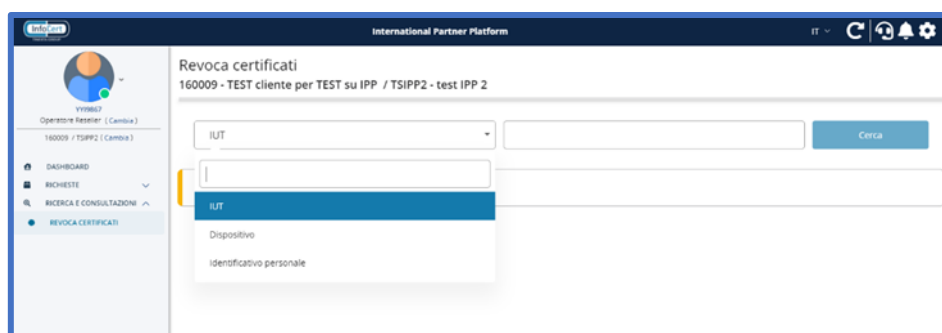 InfoCert
International Partner Platform
IT
Revoca certificati
160009 - TEST cliente per TEST su IPP / TSIPP2 - test IPP 2
YYI9867
Operatore Reseller ( Cambia )
160009 / TSIPP2 ( Cambia )
DASHBOARD
RICHIESTE
RICERCA E CONSULTAZIONI
REVOCA CERTIFICATI
IUT
Cerca
IUT
Dispositivo
Identificativo personale